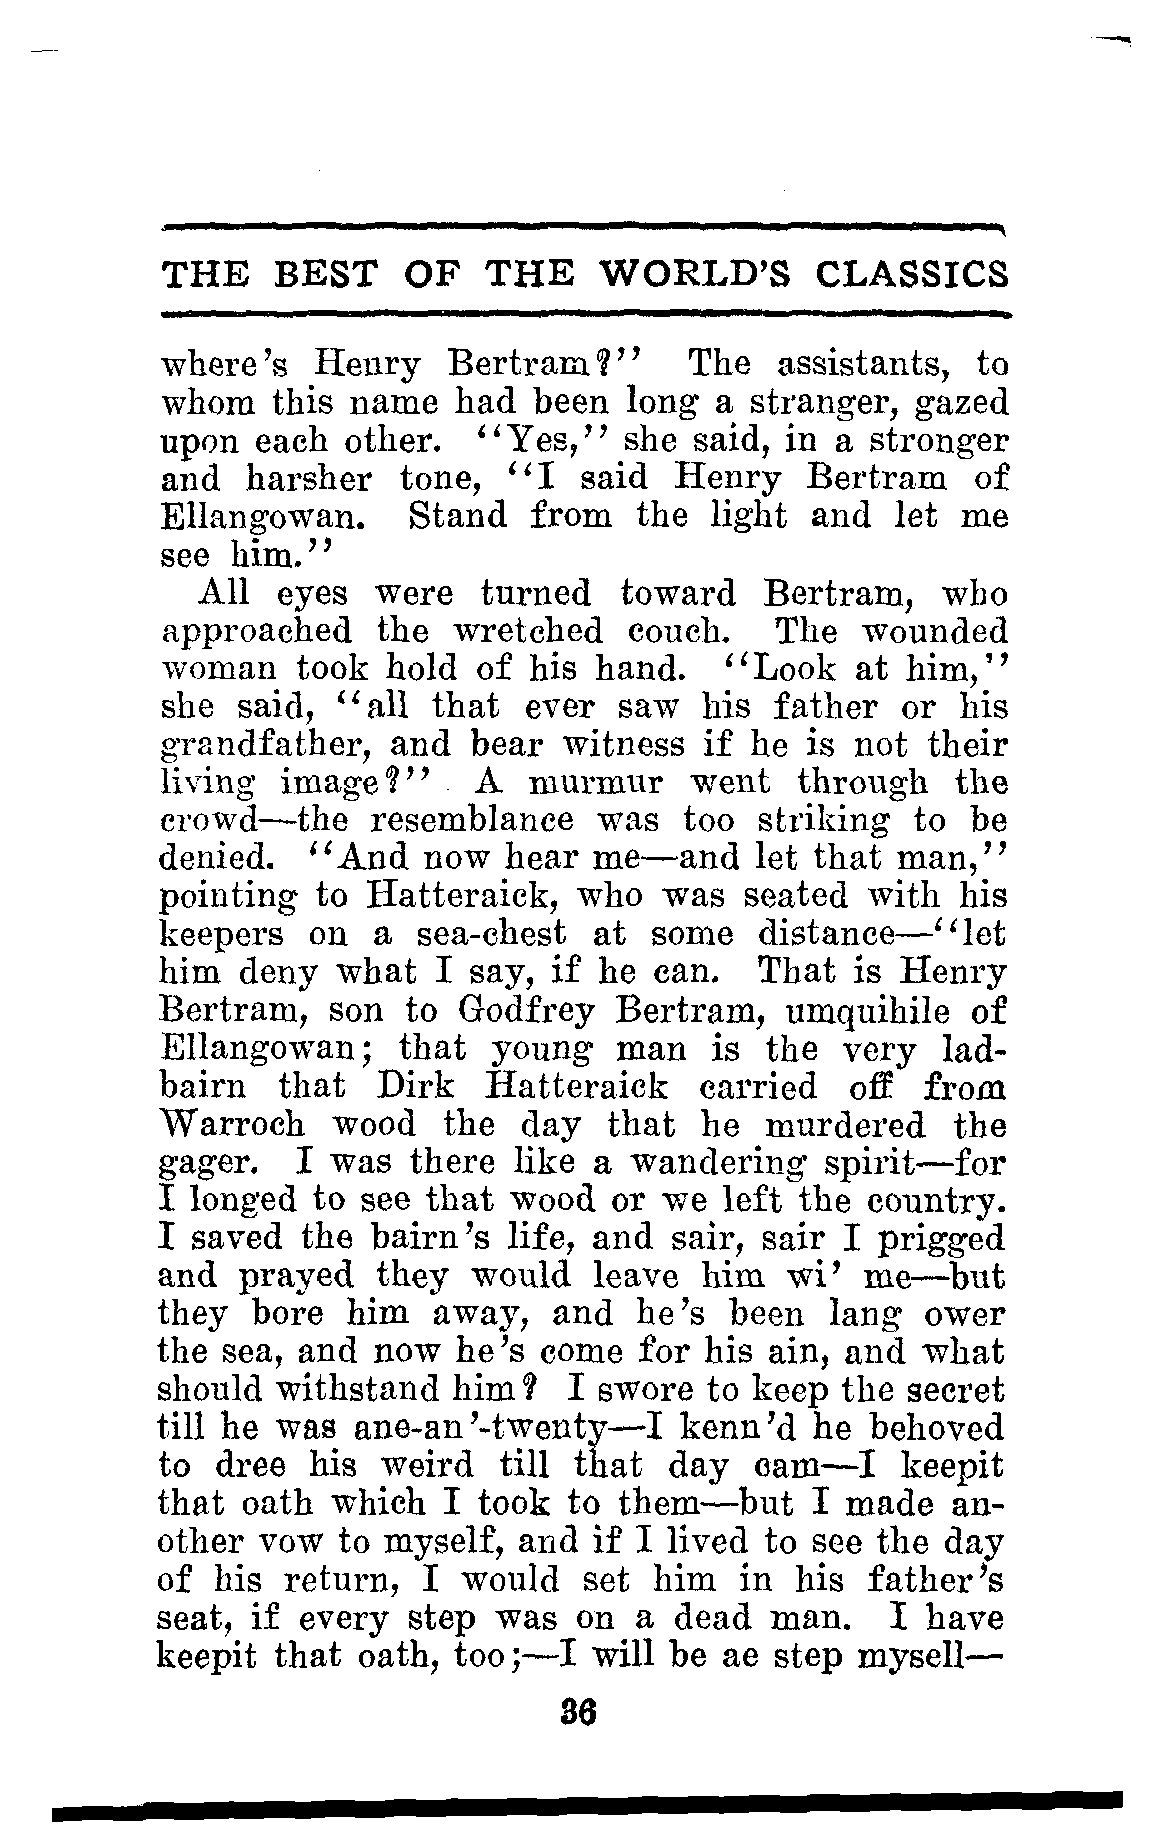 THE BEST OF THE WORLD'S CLASSICS
where's Henry Bertram?" The assistants, to
whom this name had been long a stranger, gazed
upon each other. "Yes," she said, in a stronger
and harsher tone, "I said Henry Bertram of
Ellangowan. Stand from the light and let me
see him."
All eyes were turned toward Bertram, who
approached the wretched couch. The wounded
woman took hold of his hand. "Look at him,"
she said, "all that ever saw his father or his
grandfather, and bear witness if he is not their
living image?" A murmur went through the
crowd—the resemblance was too striking to be
denied. "And now hear me—and let that man,"
pointing to Hatteraick, who was seated with his
keepers on a sea-chest at some distance—"let
him deny what I say, if he can. That is Henry
Bertram, son to Godfrey Bertram, umquihile of
Ellangowan; that young man is the very lad-
bairn that Dirk Hatteraick carried off from
Warroch wood the day that he murdered the
gager. I was there like a wandering spirit—for
I longed to see that wood or we left the country.
I saved the bairn's life, and sair, sair I prigged
and prayed they would leave him wi' me—but
they bore him away, and he's been lang ower
the sea, and now he's come for his ain, and what
should withstand him? I swore to keep the secret
till he was ane-an'-twenty—I kenn'd he behoved
to dree his weird till that day cam—I keepit
that oath which I took to them—but I made an-
other vow to myself, and if I lived to see the day
of his return, I would set him in his father's
seat, if every step was on a dead man. I have
keepit that oath, too;—I will be ae step mysell—
36